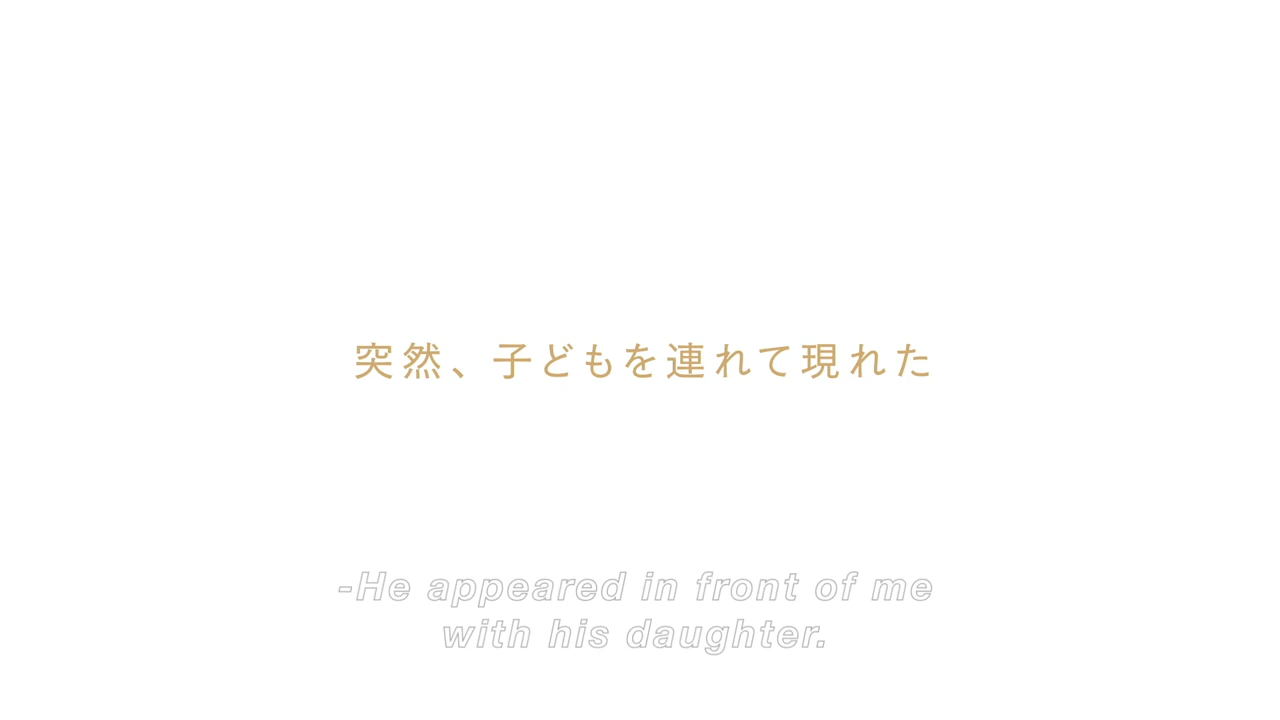 突然、子どもを連れて現れた
-He appeared in front of me
with his daughter.